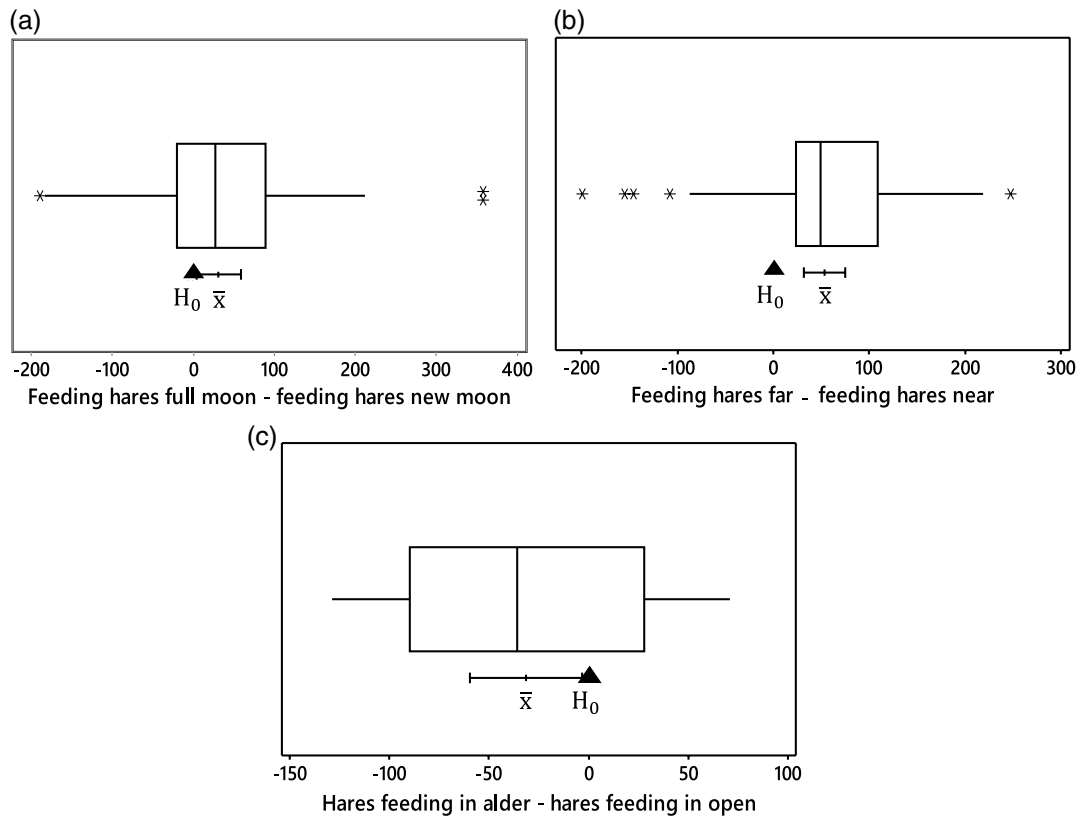 (a)
H₀ x̄
-200 -100 0 100 200 300 400
Feeding hares full moon - feeding hares new moon
(b)
H₀ x̄
-200 -100 0 100 200 300
Feeding hares far - feeding hares near
(c)
x̄ H₀
-150 -100 -50 0 50 100
Hares feeding in alder - hares feeding in open